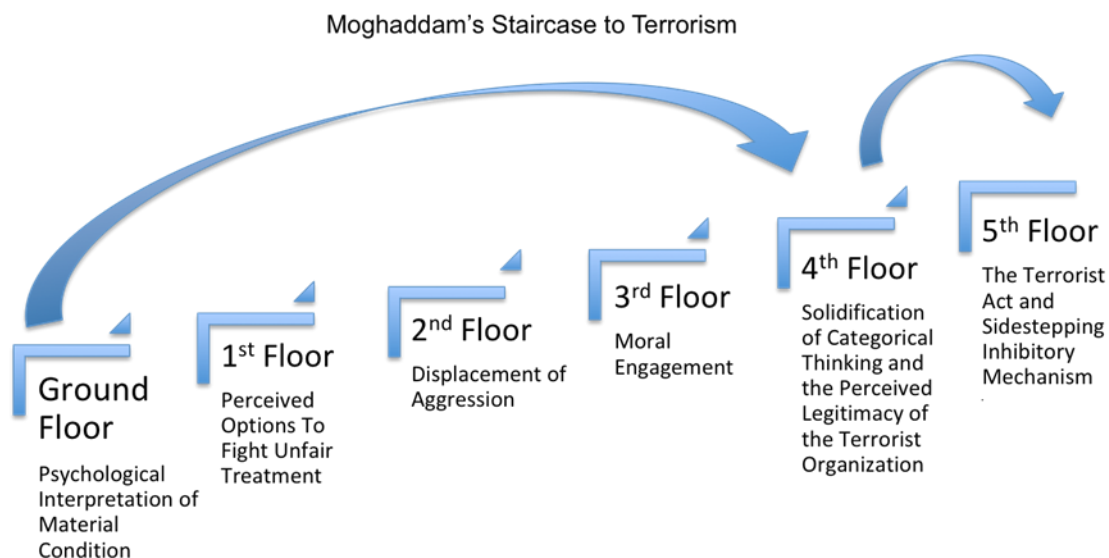 Moghaddam’s Staircase to Terrorism
Ground
Floor
Psychological
Interpretation of
Material
Condition
1st Floor
Perceived
Options To
Fight Unfair
Treatment
2nd Floor
Displacement of
Aggression
3rd Floor
Moral
Engagement
4th Floor
Solidification
of Categorical
Thinking and
the Perceived
Legitimacy of
the Terrorist
Organization
5th Floor
The Terrorist
Act and
Sidestepping
Inhibitory
Mechanism
.